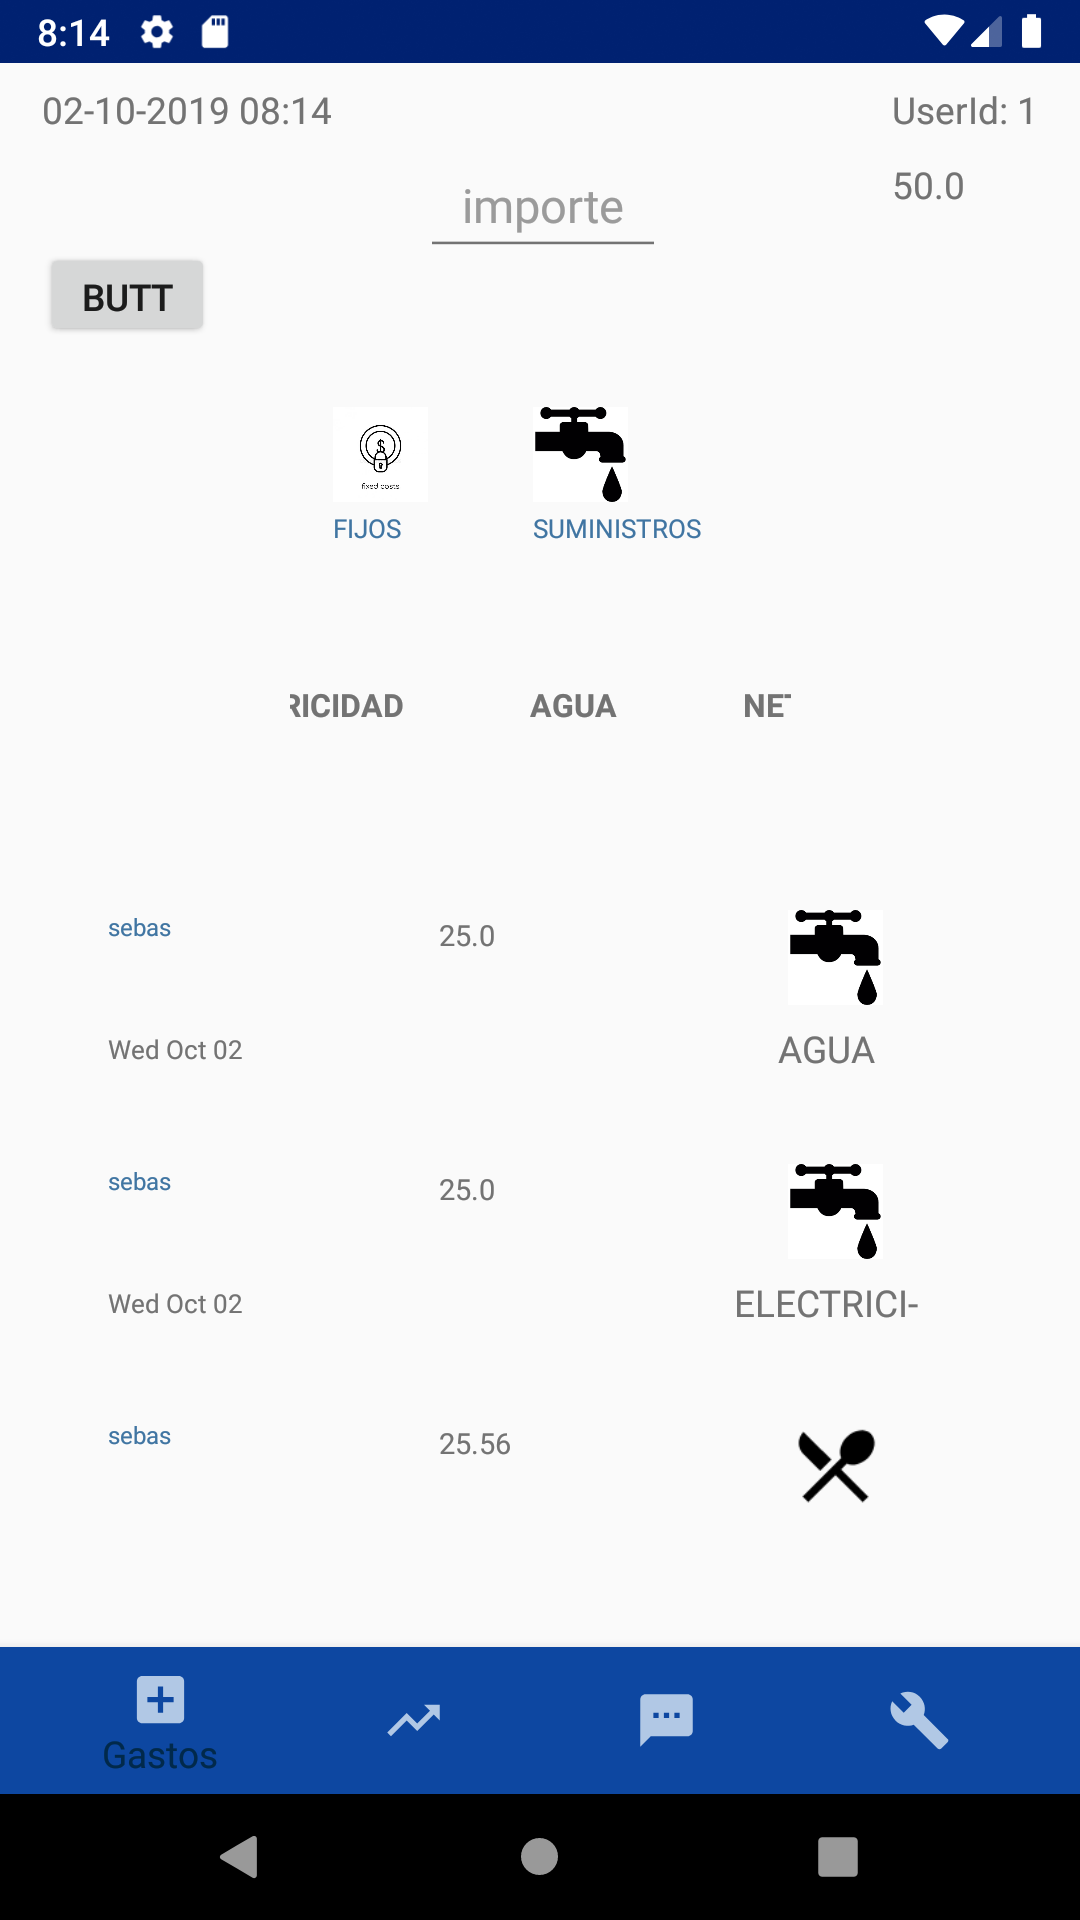 8:14
02-10-2019 08:14
UserId: 1
50.0
importe
BUTT
$
fixed costs
FIJOS
SUMINISTROS
RICIDAD
AGUA
NET
sebas
25.0
Wed Oct 02
AGUA
sebas
25.0
Wed Oct 02
ELECTRICI-
sebas
25.56
Gastos